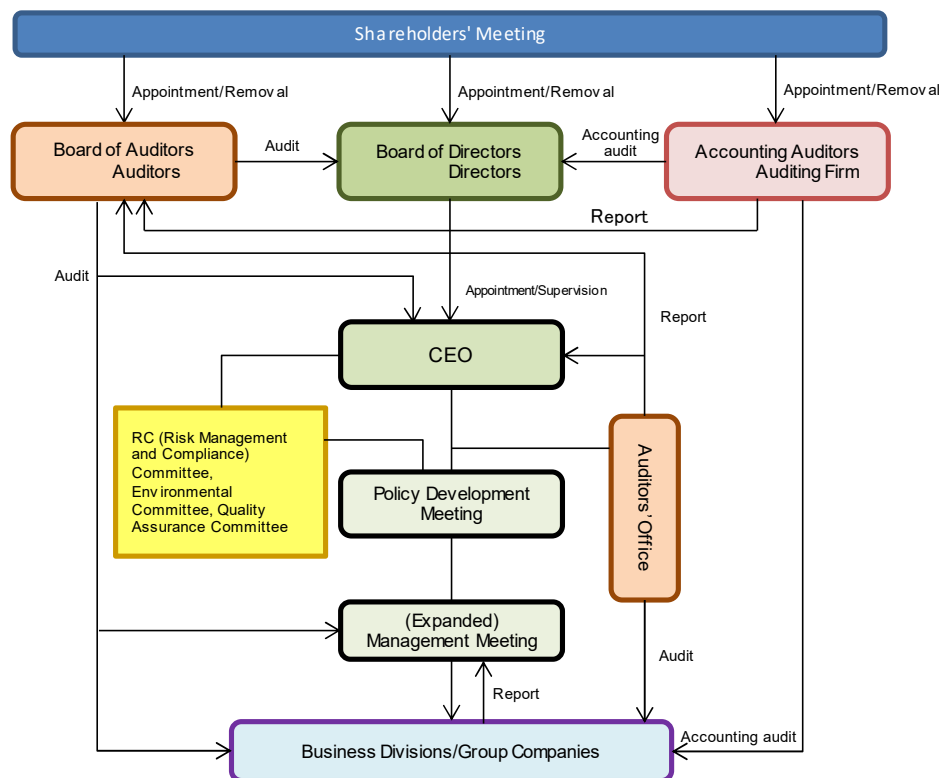 Shareholders' Meeting
Appointment/Removal
Appointment/Removal
Appointment/Removal
Board of Auditors
Auditors
Audit
Board of Directors
Directors
Accounting
audit
Accounting Auditors
Auditing Firm
Report
Audit
Appointment/Supervision
Report
CEO
RC (Risk Management
and Compliance)
Committee,
Environmental
Committee, Quality
Assurance Committee
Policy Development
Meeting
Auditors' Office
(Expanded)
Management Meeting
Audit
Report
Accounting audit
Business Divisions/Group Companies